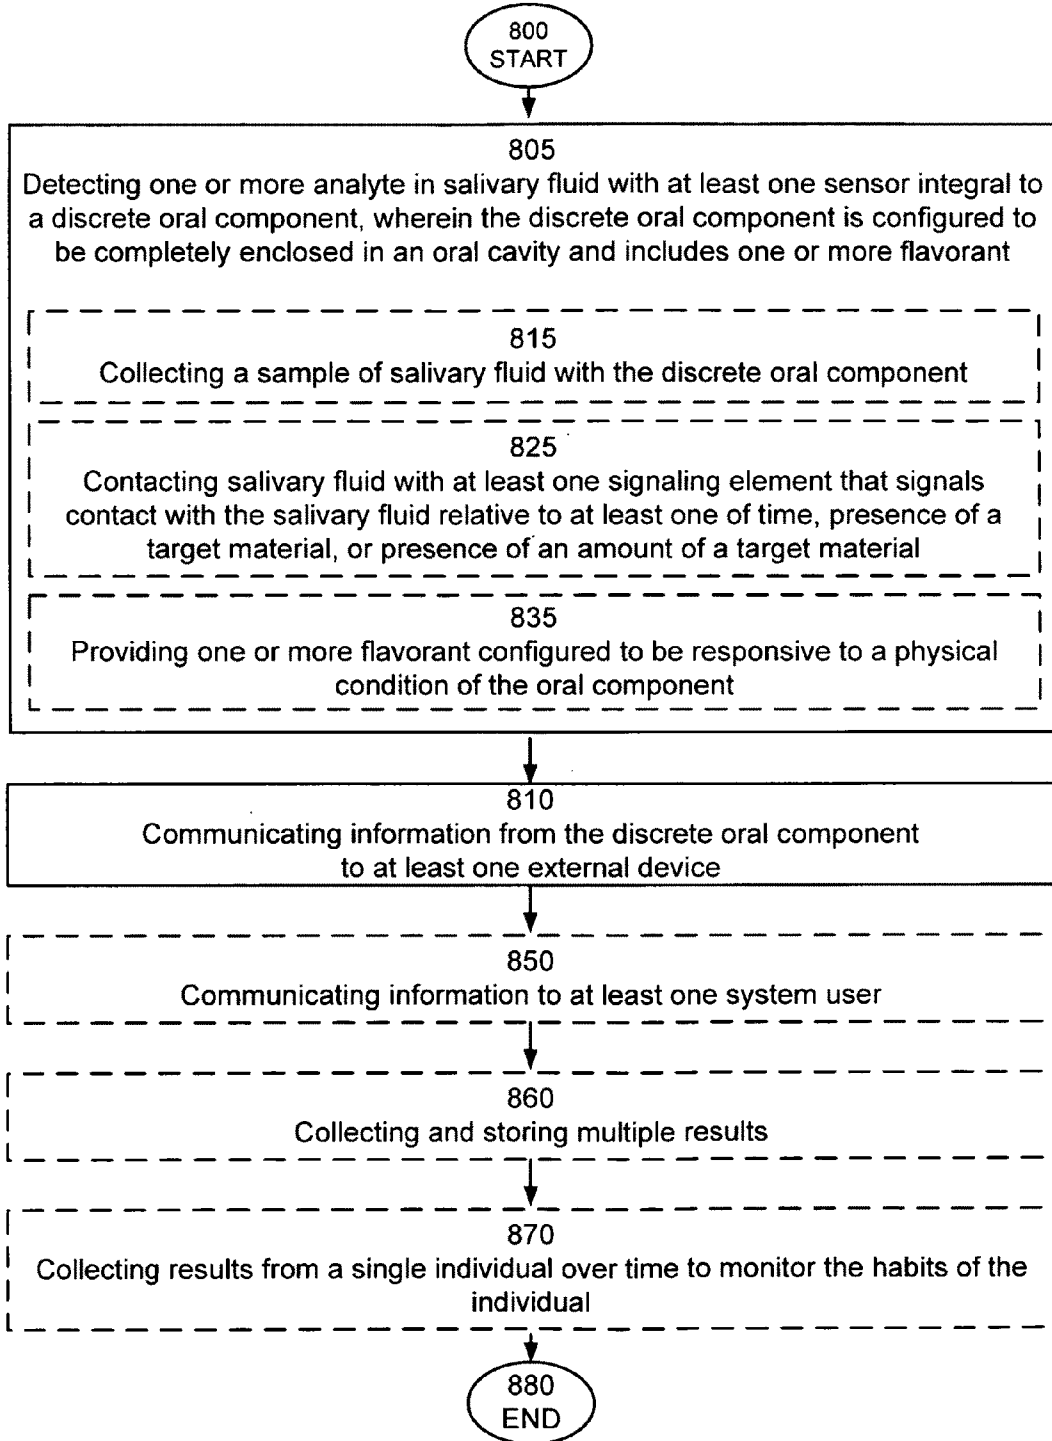 800
START
805
Detecting one or more analyte in salivary fluid with at least one sensor integral to
a discrete oral component, wherein the discrete oral component is configured to
be completely enclosed in an oral cavity and includes one or more flavorant
815
Collecting a sample of salivary fluid with the discrete oral component
825
Contacting salivary fluid with at least one signaling element that signals
contact with the salivary fluid relative to at least one of time, presence of a
target material, or presence of an amount of a target material
835
Providing one or more flavorant configured to be responsive to a physical
condition of the oral component
810
Communicating information from the discrete oral component
to at least one external device
850
Communicating information to at least one system user
860
Collecting and storing multiple results
870
Collecting results from a single individual over time to monitor the habits of the
individual
880
END